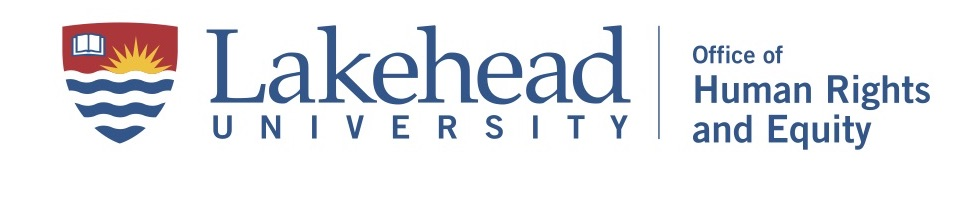 Lakehead
UNIVERSITY
Office of
Human Rights
and Equity